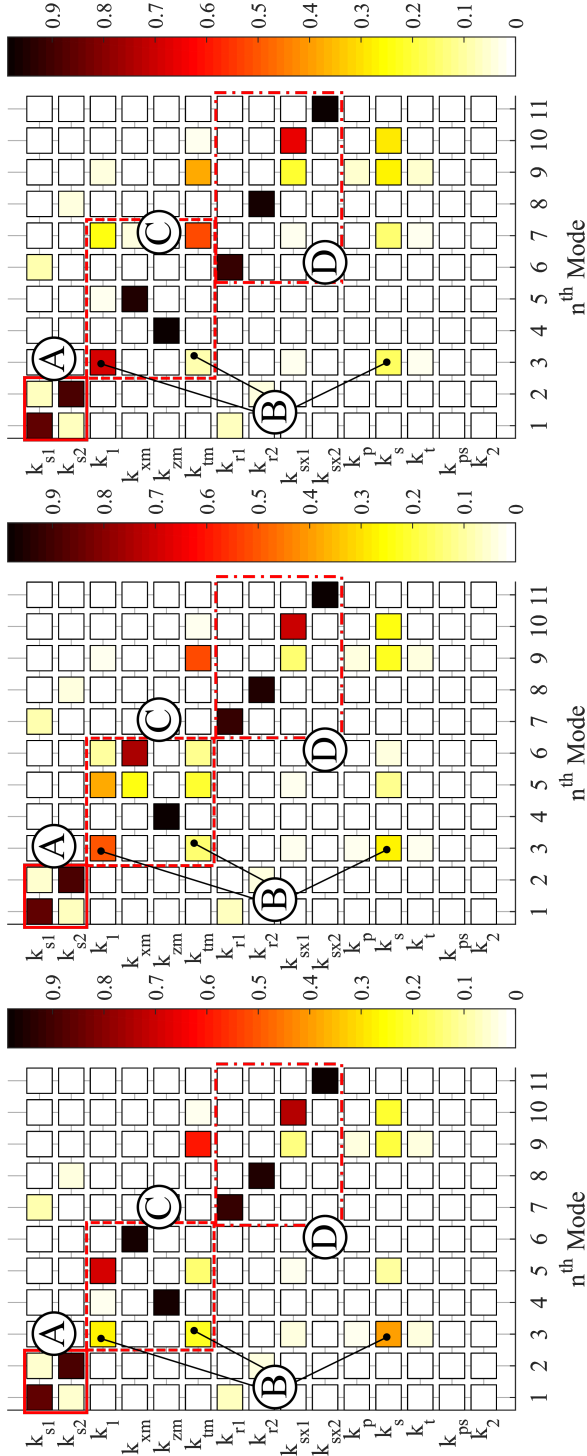 k_s1
k_s2
k_1
k_xm
k_zm
k_tm
k_r1
k_r2
k_sx1
k_sx2
k_p
k_s
k_t
k_ps
k_2
1 2 3 4 5 6 7 8 9 10 11
n^th Mode
A
B
C
D
0.9
0.8
0.7
0.6
0.5
0.4
0.3
0.2
0.1
0
k_s1
k_s2
k_1
k_xm
k_zm
k_tm
k_r1
k_r2
k_sx1
k_sx2
k_p
k_s
k_t
k_ps
k_2
1 2 3 4 5 6 7 8 9 10 11
n^th Mode
A
B
C
D
0.9
0.8
0.7
0.6
0.5
0.4
0.3
0.2
0.1
0
k_s1
k_s2
k_1
k_xm
k_zm
k_tm
k_r1
k_r2
k_sx1
k_sx2
k_p
k_s
k_t
k_ps
k_2
1 2 3 4 5 6 7 8 9 10 11
n^th Mode
A
B
C
D
0.9
0.8
0.7
0.6
0.5
0.4
0.3
0.2
0.1
0